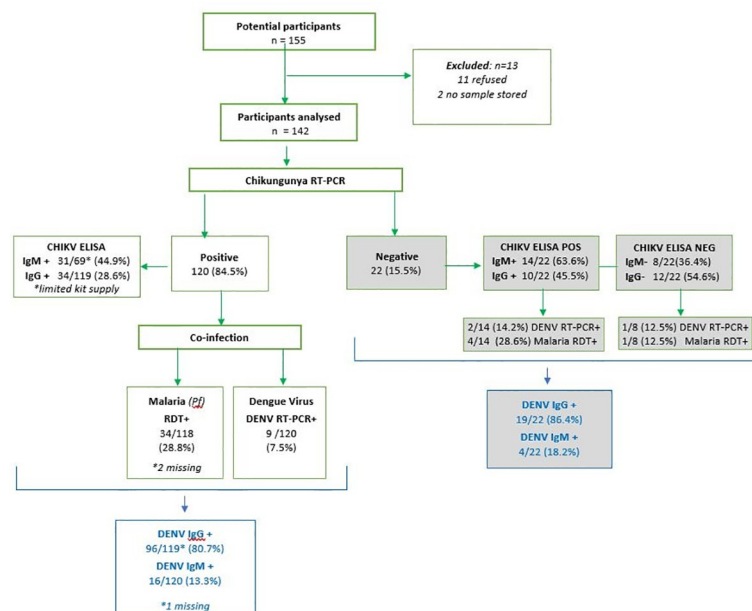 Potential participants
n = 155
Excluded: n=13
11 refused
2 no sample stored
Participants analysed
n = 142
Chikungunya RT-PCR
CHIKV ELISA
IgM + 31/69* (44.9%)
IgG + 34/119 (28.6%)
*limited kit supply
Positive
120 (84.5%)
Negative
22 (15.5%)
CHIKV ELISA POS
IgM+ 14/22 (63.6%)
IgG + 10/22 (45.5%)
CHIKV ELISA NEG
IgM- 8/22(36.4%)
IgG- 12/22 (54.6%)
2/14 (14.2%) DENV RT-PCR+
4/14 (28.6%) Malaria RDT+
1/8 (12.5%) DENV RT-PCR+
1/8 (12.5%) Malaria RDT+
Co-infection
Malaria (Pf)
RDT+
34/118
(28.8%)
*2 missing
Dengue Virus
DENV RT-PCR+
9 /120
(7.5%)
DENV IgG +
19/22 (86.4%)
DENV IgM +
4/22 (18.2%)
DENV IgG +
96/119* (80.7%)
DENV IgM +
16/120 (13.3%)
*1 missing